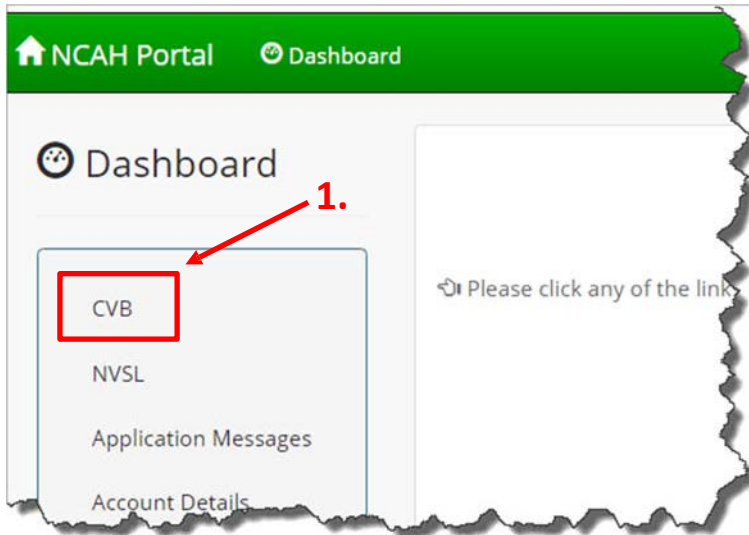 NCAH Portal Dashboard
Dashboard
1.
CVB
Please click any of the link
NVSL
Application Messages
Account Details